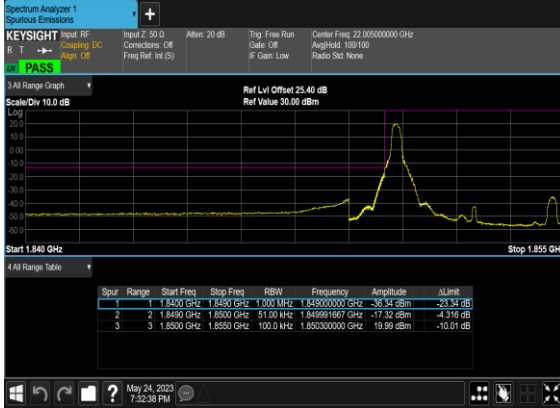 Spectrum Analyzer 1
Spurious Emissions
+
KEYSIGHT Input: RF Input Z: 50 Ω Atten: 20 dB Trig: Free Run Center Freq: 22.005000000 GHz
R T Coupling: DC Corrections: Off Gate: Off Avg|Hold: 100/100
Align: Off Freq Ref: Int (S) IF Gain: Low Radio Std: None
PASS
3 All Range Graph
Ref Lvl Offset 25.40 dB
Scale/Div 10.0 dB Ref Value 30.00 dBm
Log
20.0
10.0
0.00
-10.0
-20.0
-30.0
-40.0
-50.0
-60.0
Start 1.840 GHz Stop 1.855 GH
4 All Range Table
Spur Range Start Freq Stop Freq RBW Frequency Amplitude ΔLimit
1 1 1.8400 GHz 1.8490 GHz 1.000 MHz 1.849000000 GHz -36.34 dBm -23.34 dB
2 2 1.8490 GHz 1.8500 GHz 51.00 kHz 1.849991667 GHz -17.32 dBm -4.316 dB
3 3 1.8500 GHz 1.8550 GHz 100.0 kHz 1.850300000 GHz 19.99 dBm -10.01 dB
? May 24, 2023
7:32:38 PM